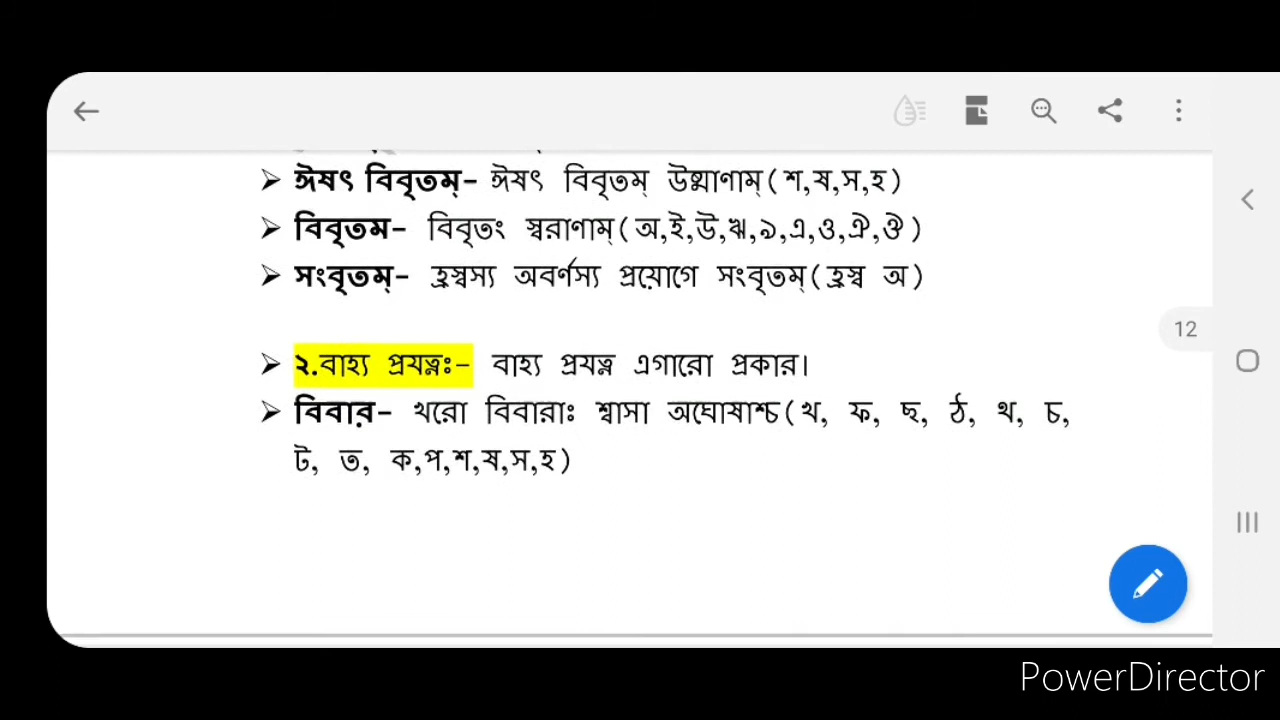 ➤ ঈষৎ বিবৃতম্- ঈষৎ বিবৃতম্ উষ্মাণাম্(শ,ষ,স,হ)
➤ বিবৃতম- বিবৃতং স্বরাণাম্(অ,ই,উ,ঋ,৯,এ,ও,ঐ,ঔ)
➤ সংবৃতম্- হ্রস্বস্য অবর্ণস্য প্রয়োগে সংবৃতম্(হ্রস্ব অ)
12
➤ ২.বাহ্য প্রযত্নঃ- বাহ্য প্রযত্ন এগারো প্রকার।
➤ বিবার- খরো বিবারাঃ শ্বাসা অঘোষাশ্চ(খ, ফ, ছ, ঠ, থ, চ,
ট, ত, ক,প,শ,ষ,স,হ)
PowerDirector